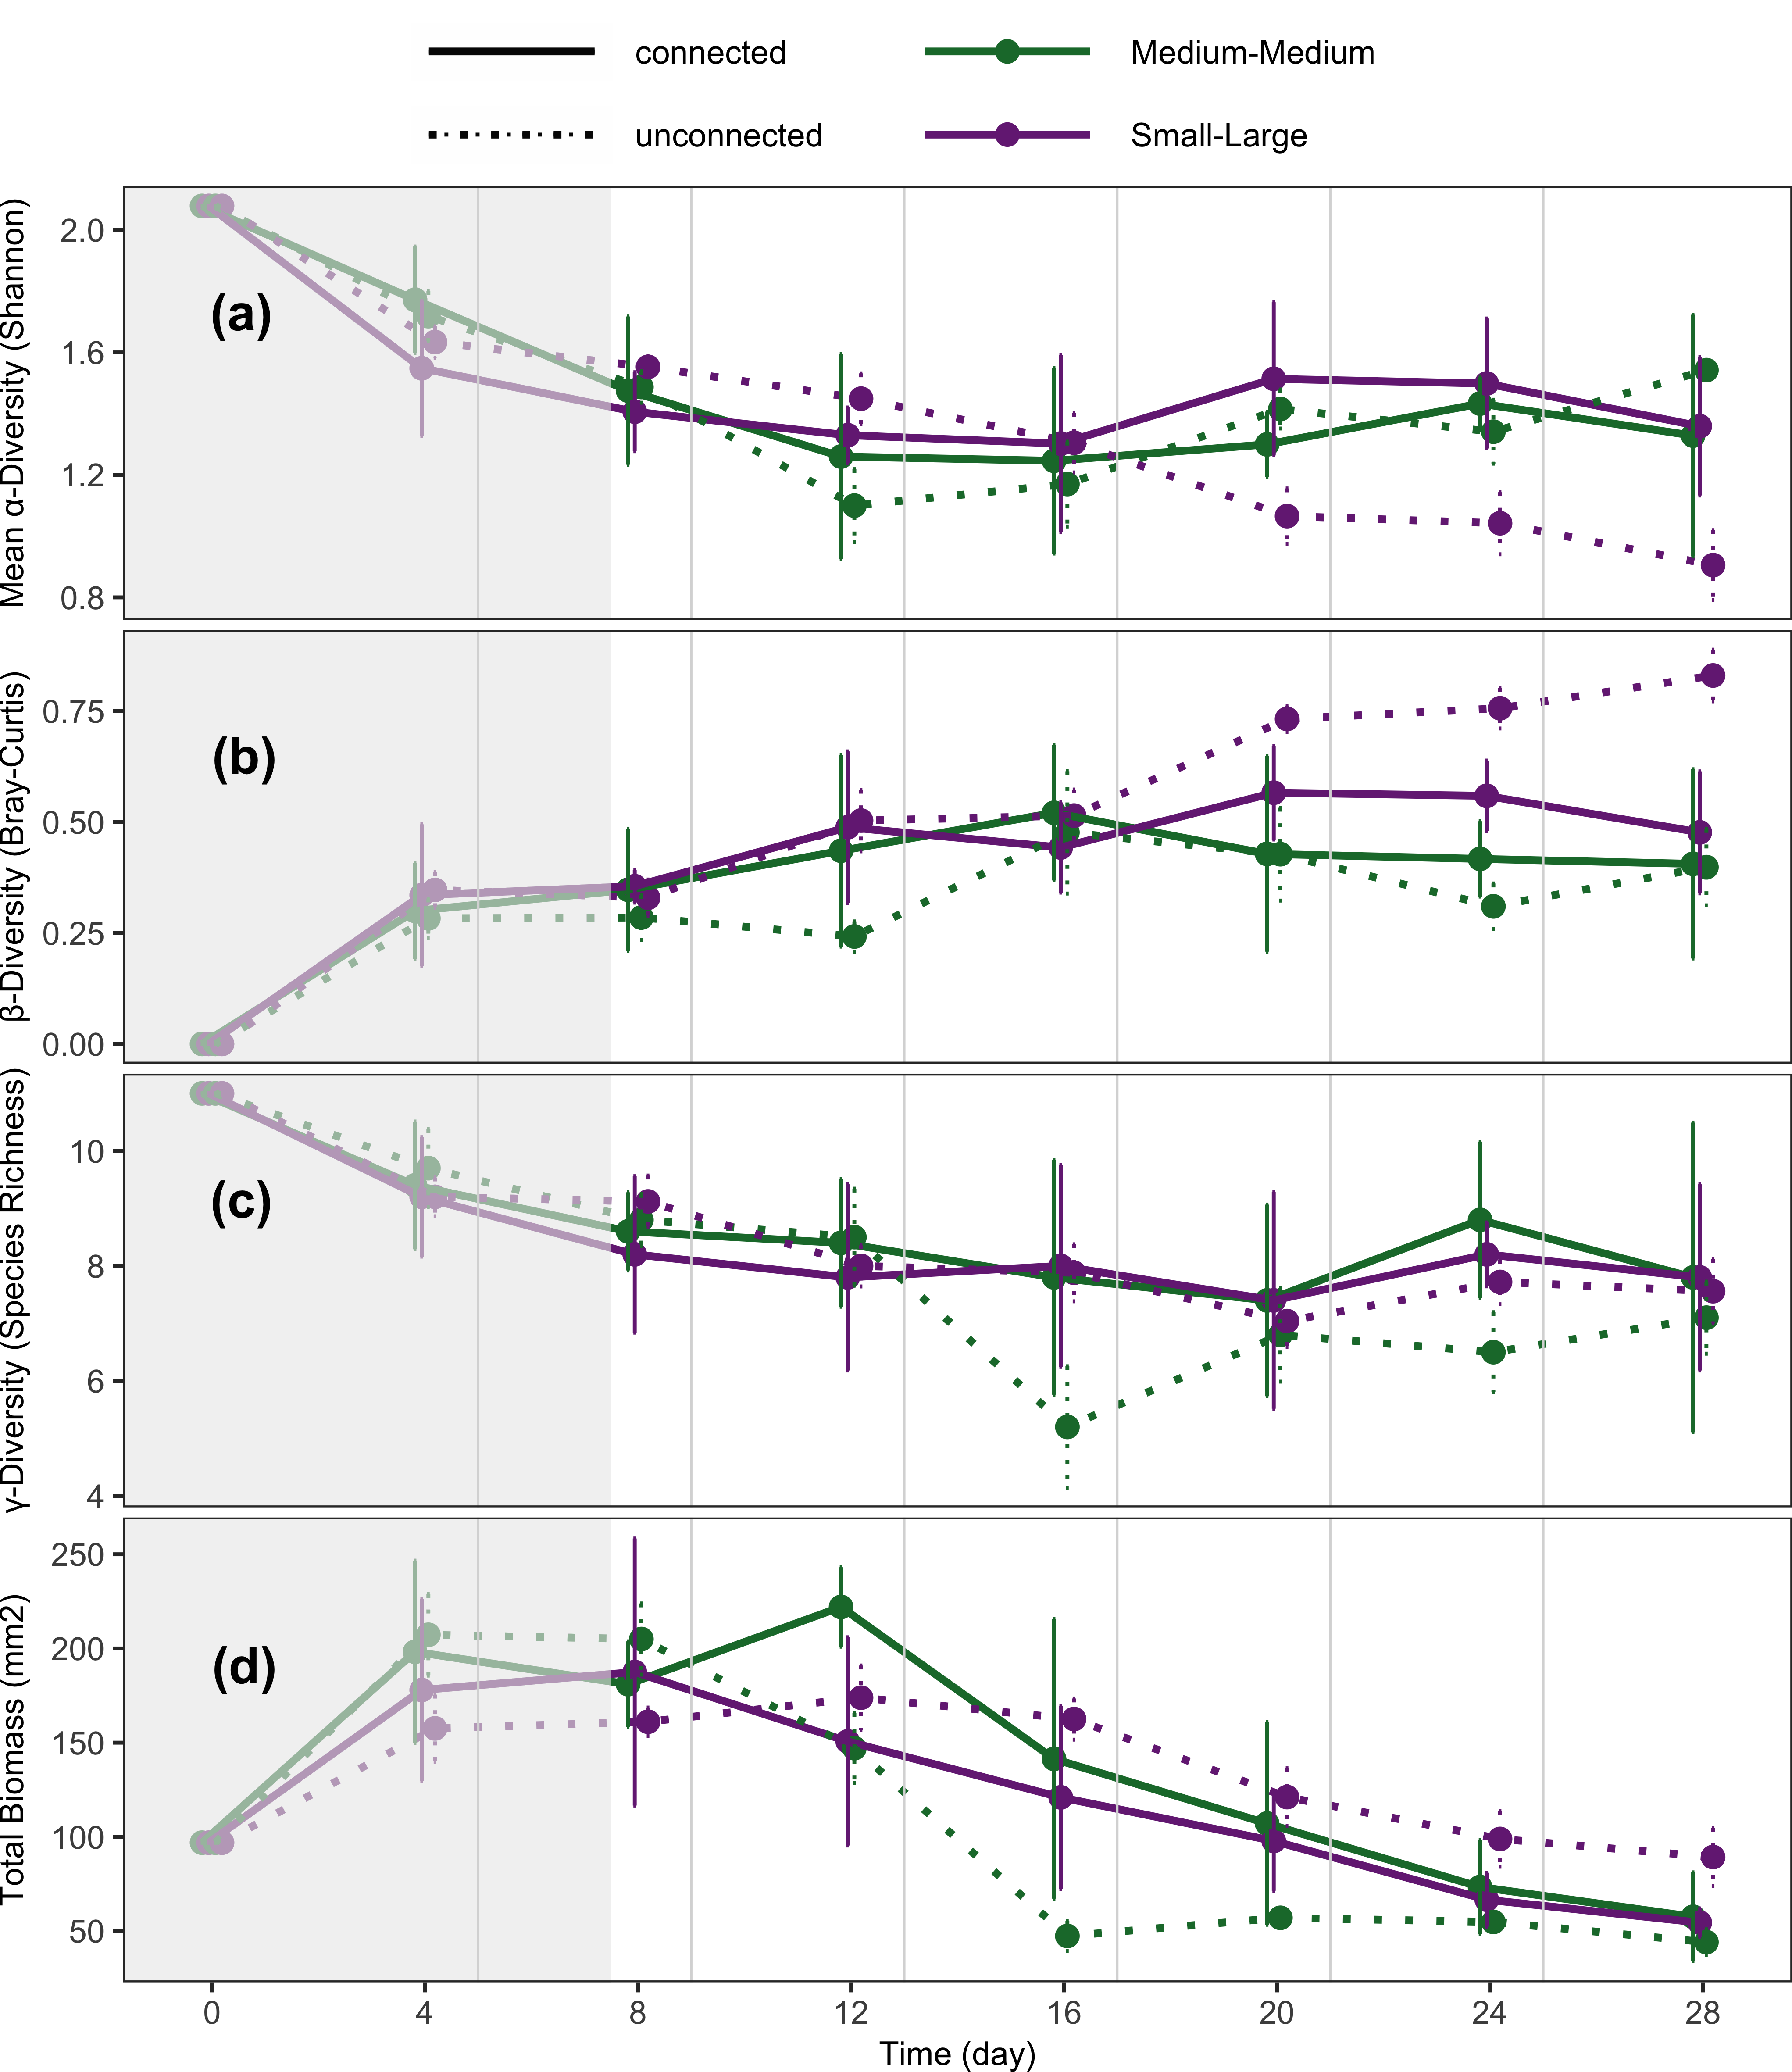 connected Medium-Medium
unconnected Small-Large
Mean α-Diversity (Shannon)
2.0
1.6
1.2
0.8
(a)
β-Diversity (Bray-Curtis)
0.75
0.50
0.25
0.00
(b)
γ-Diversity (Species Richness)
10
8
6
4
(c)
Total Biomass (mm2)
250
200
150
100
50
(d)
0 4 8 12 16 20 24 28
Time (day)